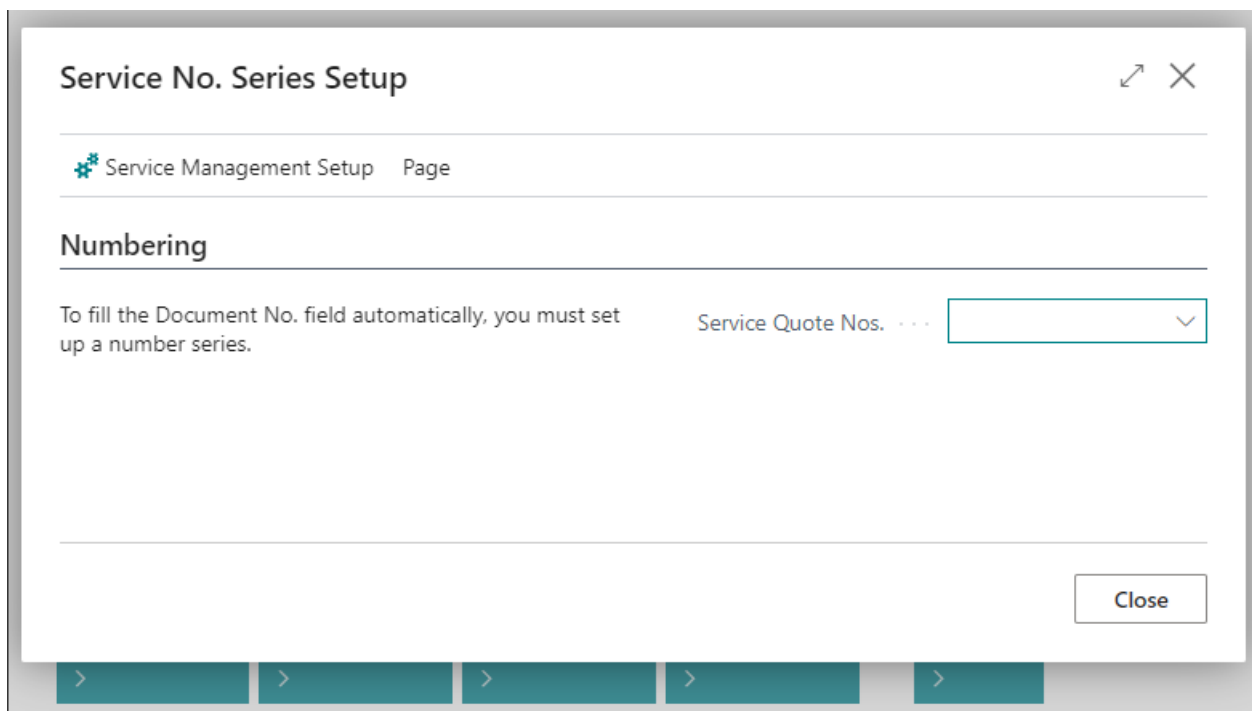 Service No. Series Setup
Service Management Setup Page
Numbering
To fill the Document No. field automatically, you must set
up a number series.
Service Quote Nos.
Close